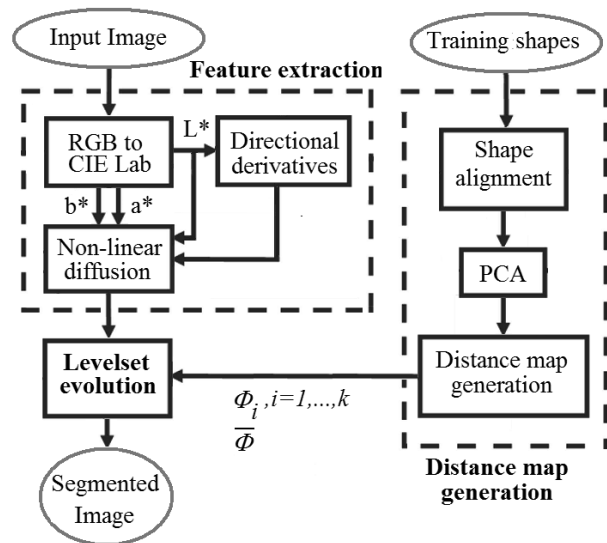 Input Image
Training shapes
Feature extraction
RGB to
CIE Lab
L*
Directional
derivatives
b*
a*
Non-linear
diffusion
Shape
alignment
PCA
Levelset
evolution
Distance map
generation
Φi ,i=1,...,k
Φ̅
Segmented
Image
Distance map
generation